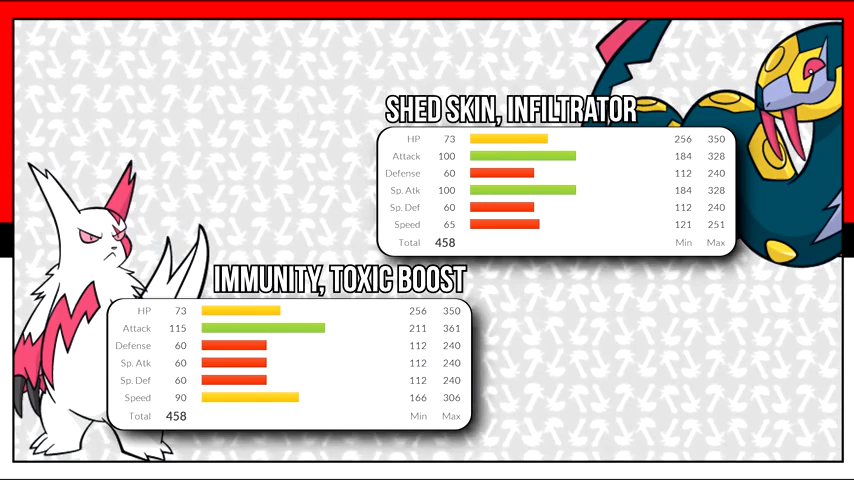 SHED SKIN, INFILTRATOR
HP 73 256 350
Attack 100 184 328
Defense 60 112 240
Sp. Atk 100 184 328
Sp. Def 60 112 240
Speed 65 121 251
Total 458 Min Max
IMMUNITY, TOXIC BOOST
HP 73 256 350
Attack 115 211 361
Defense 60 112 240
Sp. Atk 60 112 240
Sp. Def 60 112 240
Speed 90 166 306
Total 458 Min Max